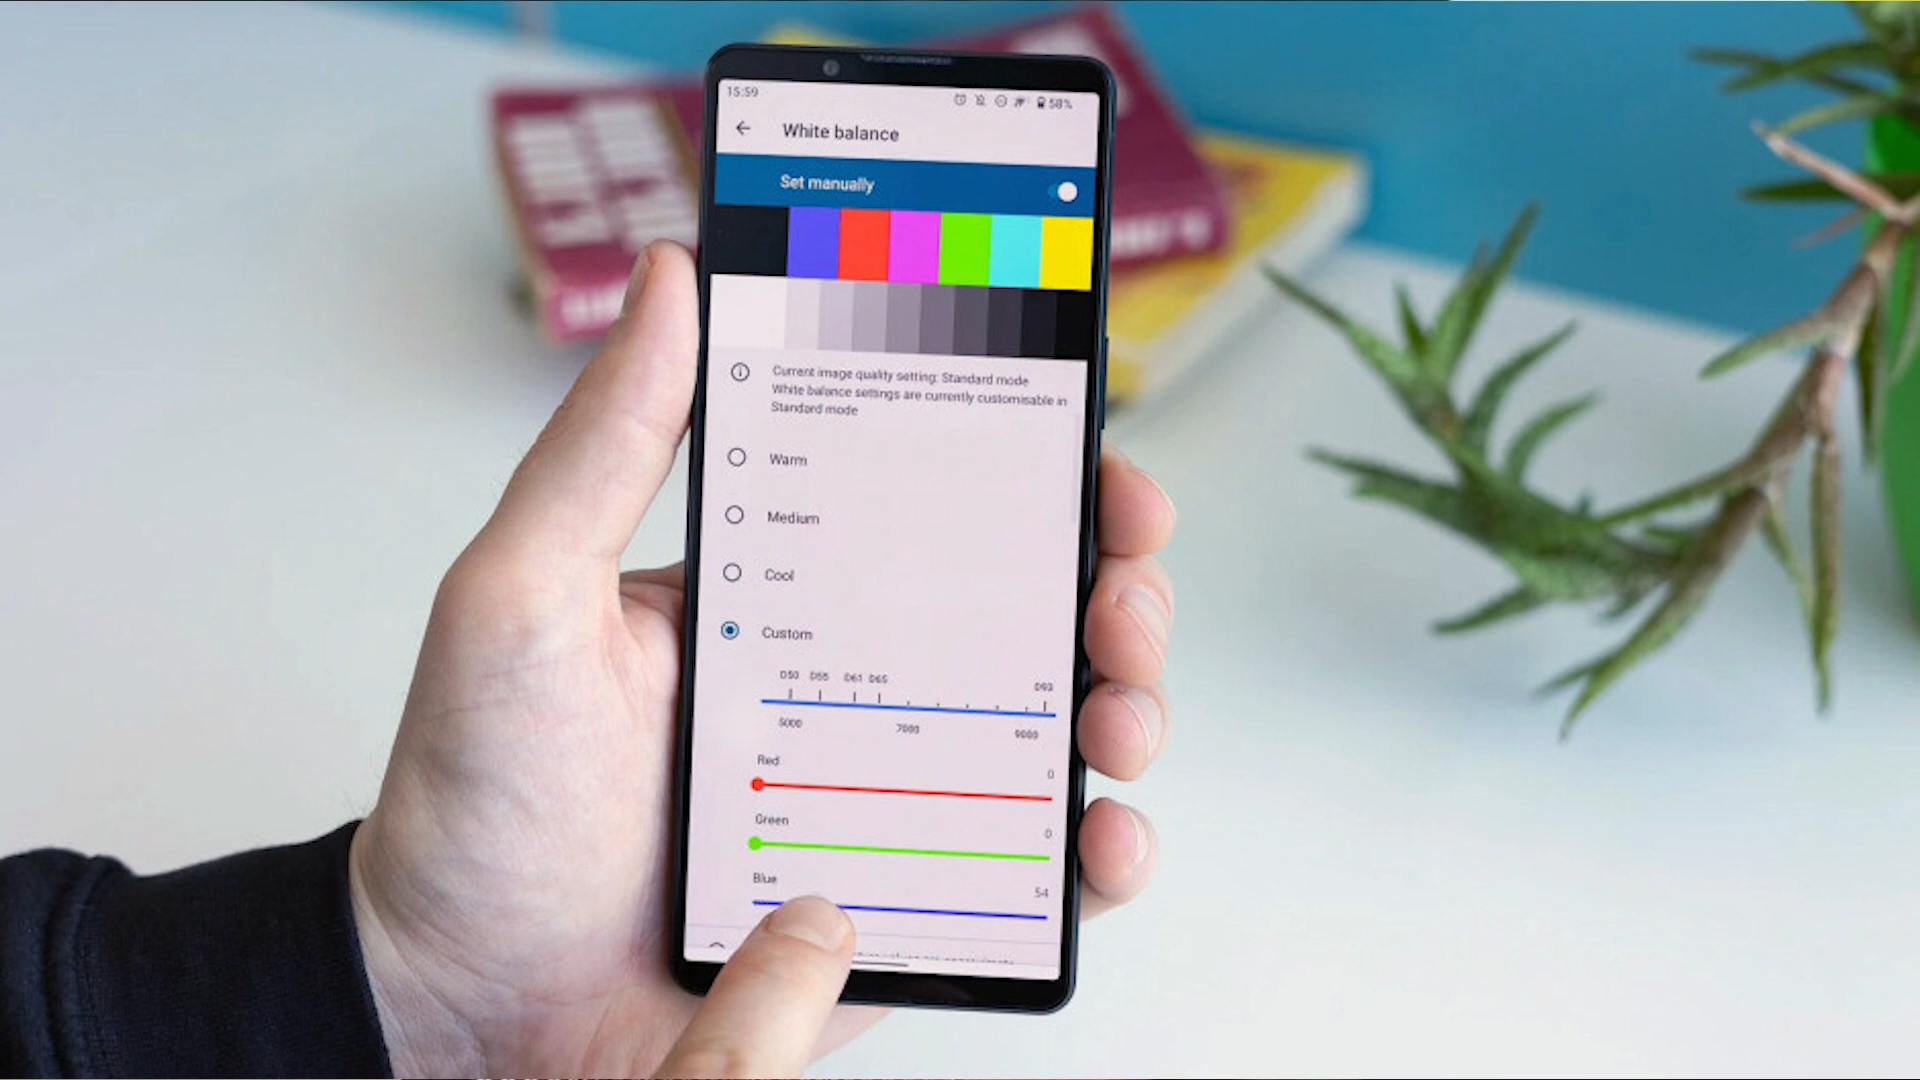 15:59
58%
White balance
Set manually
Current image quality setting: Standard mode
White balance settings are currently customisable in
Standard mode
Warm
Medium
Cool
Custom
D50 D55 D61 D65 D93
5000 7000 9000
Red 0
Green 0
Blue 54